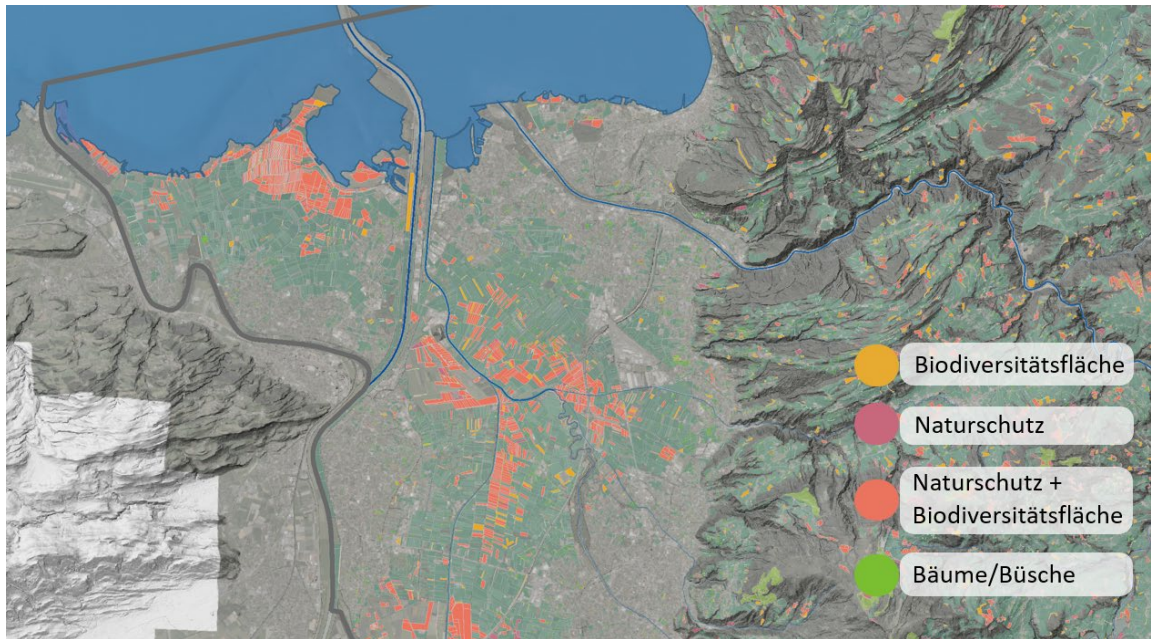 Biodiversitätsfläche
Naturschutz
Naturschutz +
Biodiversitätsfläche
Bäume/Büsche